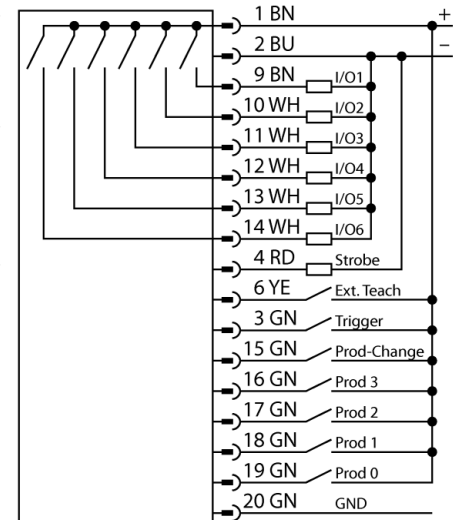 1 BN +
2 BU –
9 BN I/O1
10 WH I/O2
11 WH I/O3
12 WH I/O4
13 WH I/O5
14 WH I/O6
4 RD Strobe
6 YE Ext. Teach
3 GN Trigger
15 GN Prod-Change
16 GN Prod 3
17 GN Prod 2
18 GN Prod 1
19 GN Prod 0
20 GN GND